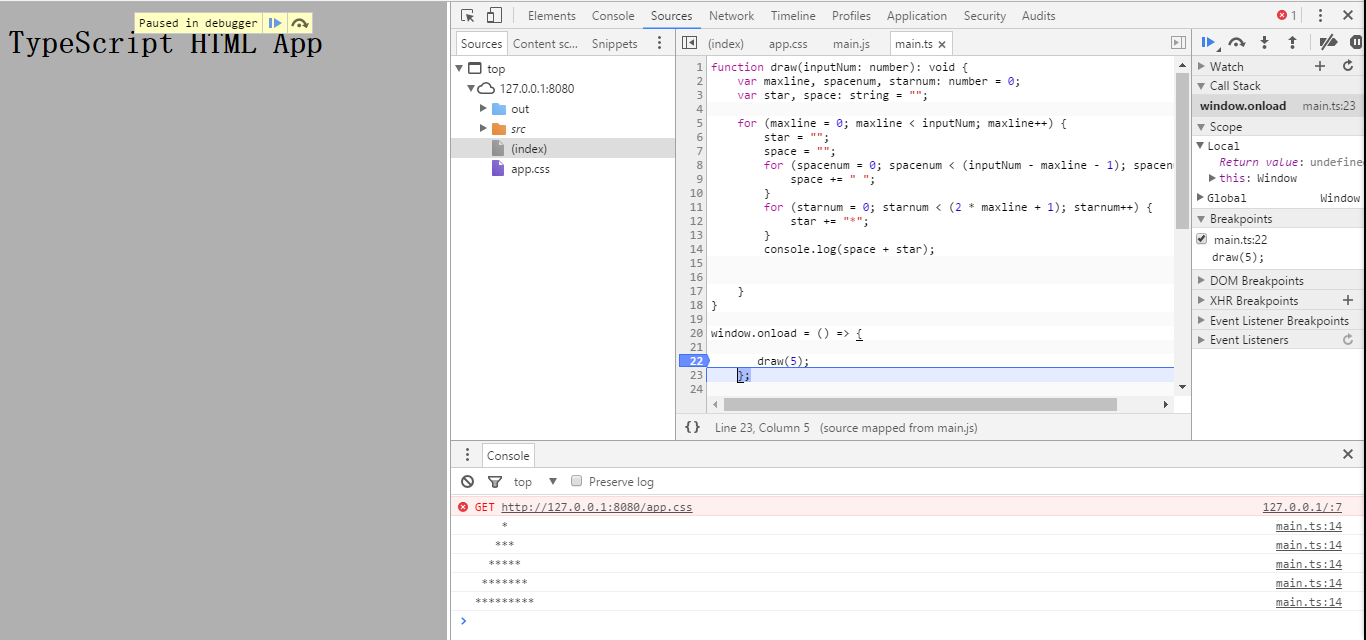 Paused in debugger
TypeScript HTML App
Elements Console Sources Network Timeline Profiles Application Security Audits 1
Sources Content sc... Snippets
(index) app.css main.js main.ts
top
127.0.0.1:8080
out
src
(index)
app.css
1 function draw(inputNum: number): void {
2 var maxline, spacenum, starnum: number = 0;
3 var star, space: string = "";
4
5 for (maxline = 0; maxline < inputNum; maxline++) {
6 star = "";
7 space = "";
8 for (spacenum = 0; spacenum < (inputNum - maxline - 1); spacen
9 space += " ";
10 }
11 for (starnum = 0; starnum < (2 * maxline + 1); starnum++) {
12 star += "*";
13 }
14 console.log(space + star);
15
16
17 }
18 }
19
20 window.onload = () => {
21
22 draw(5);
23 };
24
{} Line 23, Column 5 (source mapped from main.js)
Watch
Call Stack
window.onload main.ts:23
Scope
Local
Return value: undefined
this: Window
Global Window
Breakpoints
main.ts:22
draw(5);
DOM Breakpoints
XHR Breakpoints
Event Listener Breakpoints
Event Listeners
Console
top Preserve log
GET http://127.0.0.1:8080/app.css 127.0.0.1/:7
* main.ts:14
*** main.ts:14
***** main.ts:14
******* main.ts:14
********* main.ts:14